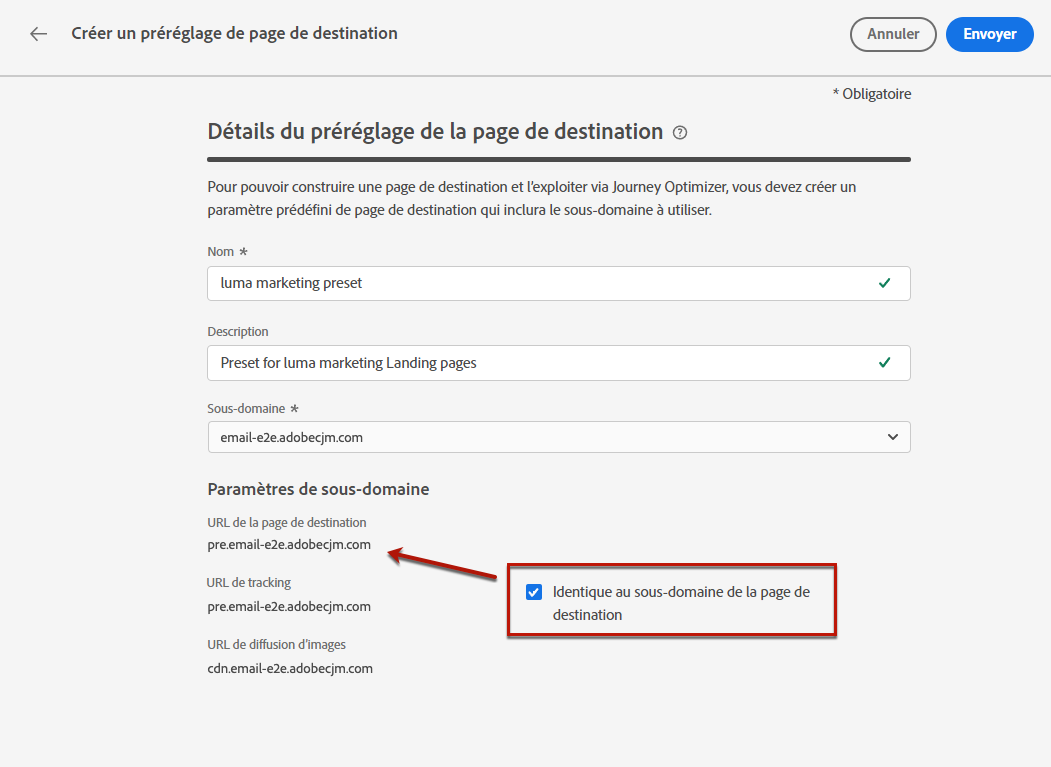 Créer un préréglage de page de destination
Annuler
Envoyer
* Obligatoire
Détails du préréglage de la page de destination
Pour pouvoir construire une page de destination et l'exploiter via Journey Optimizer, vous devez créer un
paramètre prédéfini de page de destination qui inclura le sous-domaine à utiliser.
Nom *
luma marketing preset
Description
Preset for luma marketing Landing pages
Sous-domaine *
email-e2e.adobecjm.com
Paramètres de sous-domaine
URL de la page de destination
pre.email-e2e.adobecjm.com
URL de tracking
pre.email-e2e.adobecjm.com
Identique au sous-domaine de la page de
destination
URL de diffusion d'images
cdn.email-e2e.adobecjm.com